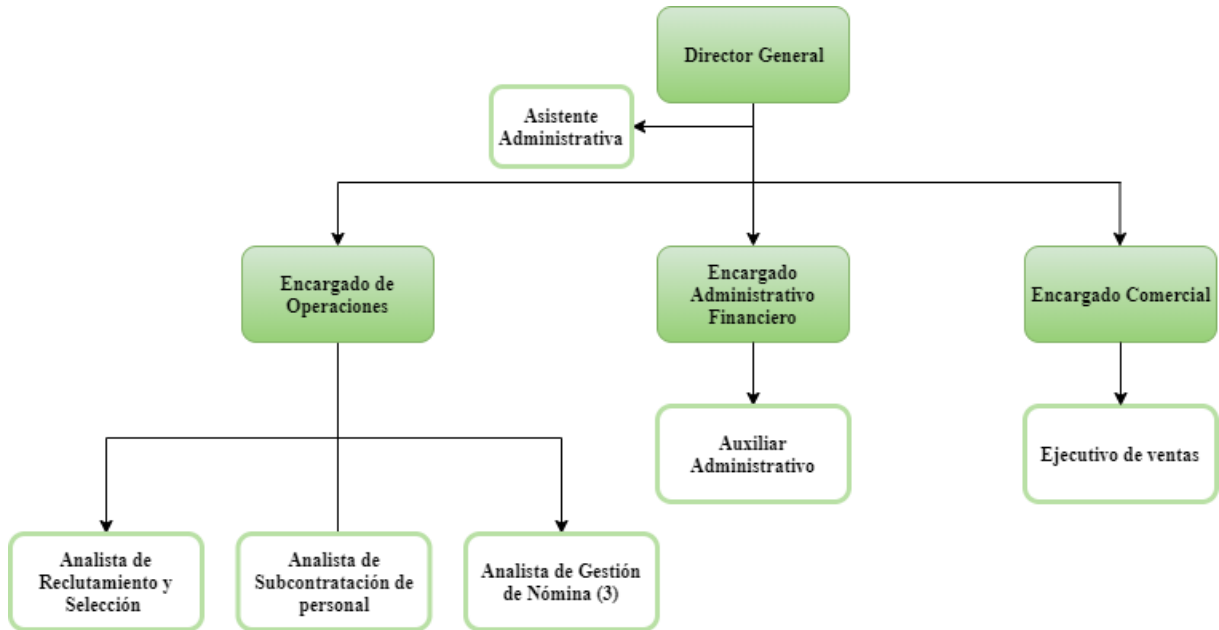 Director General
Asistente
Administrativa
Encargado de
Operaciones
Encargado
Administrativo
Financiero
Encargado Comercial
Auxiliar
Administrativo
Ejecutivo de ventas
Analista de
Reclutamiento y
Selección
Analista de
Subcontratación de
personal
Analista de Gestión
de Nómina (3)